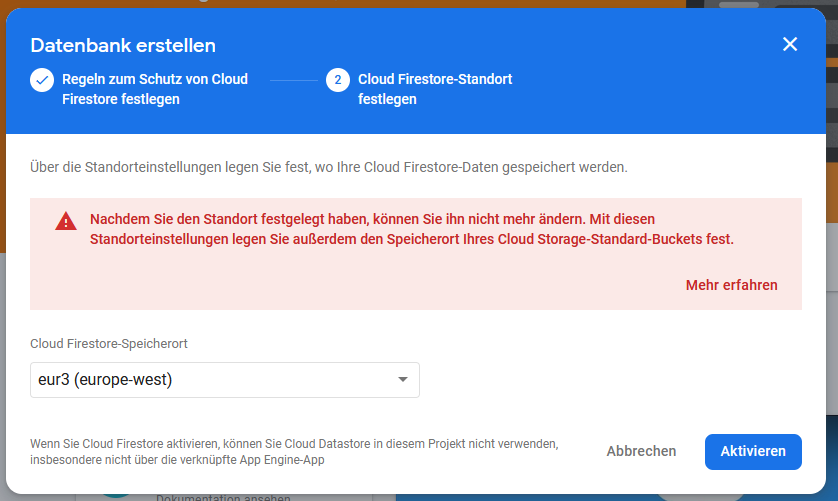 Datenbank erstellen
Regeln zum Schutz von Cloud
Firestore festlegen
2
Cloud Firestore-Standort
festlegen
Über die Standorteinstellungen legen Sie fest, wo Ihre Cloud Firestore-Daten gespeichert werden.
Nachdem Sie den Standort festgelegt haben, können Sie ihn nicht mehr ändern. Mit diesen
Standorteinstellungen legen Sie außerdem den Speicherort Ihres Cloud Storage-Standard-Buckets fest.
Mehr erfahren
Cloud Firestore-Speicherort
eur3 (europe-west)
Wenn Sie Cloud Firestore aktivieren, können Sie Cloud Datastore in diesem Projekt nicht verwenden,
insbesondere nicht über die verknüpfte App Engine-App
Abbrechen
Aktivieren
Dokumentation ansehen